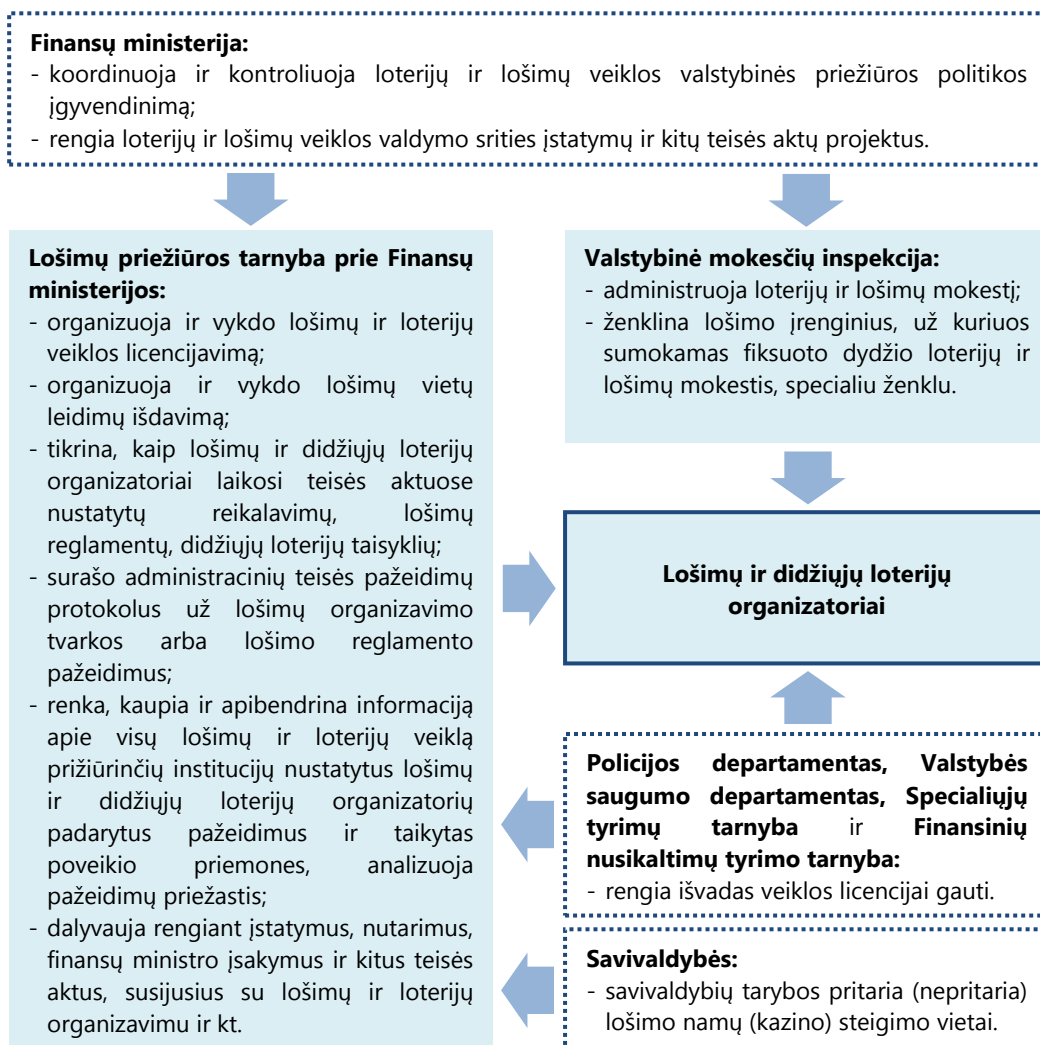 Finansų ministerija:
- koordinuoja ir kontroliuoja loterijų ir lošimų veiklos valstybinės priežiūros politikos
įgyvendinimą;
- rengia loterijų ir lošimų veiklos valdymo srities įstatymų ir kitų teisės aktų projektus.
Lošimų priežiūros tarnyba prie Finansų
ministerijos:
- organizuoja ir vykdo lošimų ir loterijų
veiklos licencijavimą;
- organizuoja ir vykdo lošimų vietų
leidimų išdavimą;
- tikrina, kaip lošimų ir didžiųjų loterijų
organizatoriai laikosi teisės aktuose
nustatytų reikalavimų, lošimų
reglamentų, didžiųjų loterijų taisyklių;
- surašo administracinių teisės pažeidimų
protokolus už lošimų organizavimo
tvarkos arba lošimo reglamento
pažeidimus;
- renka, kaupia ir apibendrina informaciją
apie visų lošimų ir loterijų veiklą
prižiūrinčių institucijų nustatytus lošimų
ir didžiųjų loterijų organizatorių
padarytus pažeidimus ir taikytas
poveikio priemones, analizuoja
pažeidimų priežastis;
- dalyvauja rengiant įstatymus, nutarimus,
finansų ministro įsakymus ir kitus teisės
aktus, susijusius su lošimų ir loterijų
organizavimu ir kt.
Valstybinė mokesčių inspekcija:
- administruoja loterijų ir lošimų mokestį;
- ženklina lošimo įrenginius, už kuriuos
sumokamas fiksuoto dydžio loterijų ir
lošimų mokestis, specialiu ženklu.
Lošimų ir didžiųjų loterijų
organizatoriai
Policijos departamentas, Valstybės
saugumo departamentas, Specialiųjų
tyrimų tarnyba ir Finansinių
nusikaltimų tyrimo tarnyba:
- rengia išvadas veiklos licencijai gauti.
Savivaldybės:
- savivaldybių tarybos pritaria (nepritaria)
lošimo namų (kazino) steigimo vietai.